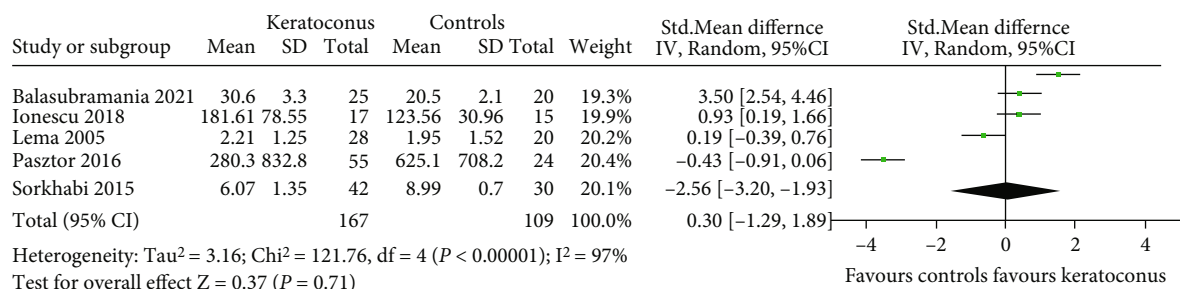 Keratoconus Controls Std.Mean differnce Std.Mean differnce
Study or subgroup Mean SD Total Mean SD Total Weight IV, Random, 95%CI IV, Random, 95%CI
Balasubramania 2021 30.6 3.3 25 20.5 2.1 20 19.3% 3.50 [2.54, 4.46]
Ionescu 2018 181.61 78.55 17 123.56 30.96 15 19.9% 0.93 [0.19, 1.66]
Lema 2005 2.21 1.25 28 1.95 1.52 20 20.2% 0.19 [−0.39, 0.76]
Pasztor 2016 280.3 832.8 55 625.1 708.2 24 20.4% −0.43 [−0.91, 0.06]
Sorkhabi 2015 6.07 1.35 42 8.99 0.7 30 20.1% −2.56 [−3.20, −1.93]
Total (95% CI) 167 109 100.0% 0.30 [−1.29, 1.89]
−4 −2 0 2 4
Heterogeneity: Tau² = 3.16; Chi² = 121.76, df = 4 (P < 0.00001); I² = 97%
Test for overall effect Z = 0.37 (P = 0.71)
Favours controls favours keratoconus